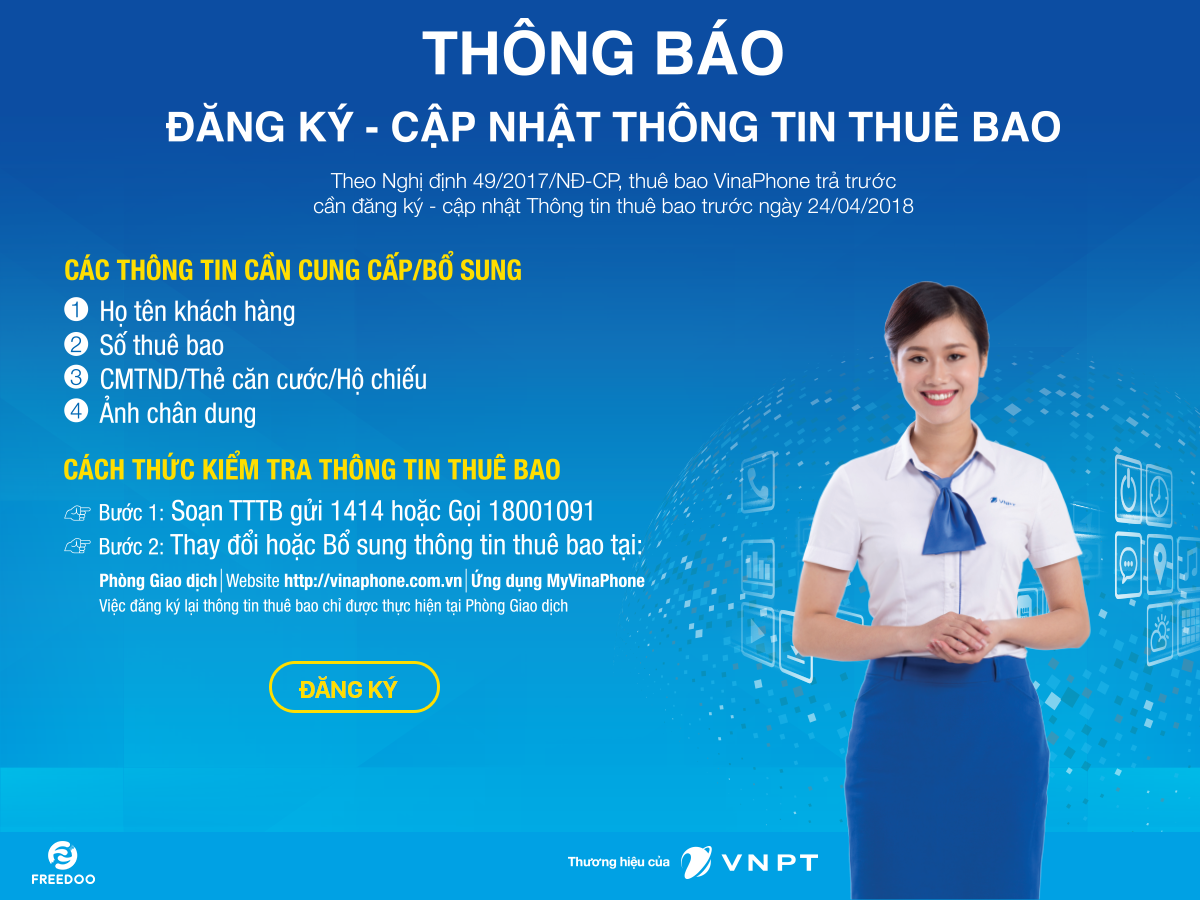 THÔNG BÁO
ĐĂNG KÝ - CẬP NHẬT THÔNG TIN THUÊ BAO
Theo Nghị định 49/2017/NĐ-CP, thuê bao VinaPhone trả trước
cần đăng ký - cập nhật Thông tin thuê bao trước ngày 24/04/2018
CÁC THÔNG TIN CẦN CUNG CẤP/BỔ SUNG
1 Họ tên khách hàng
2 Số thuê bao
3 CMTND/Thẻ căn cước/Hộ chiếu
4 Ảnh chân dung
CÁCH THỨC KIỂM TRA THÔNG TIN THUÊ BAO
Bước 1: Soạn TTTB gửi 1414 hoặc Gọi 18001091
Bước 2: Thay đổi hoặc Bổ sung thông tin thuê bao tại:
Phòng Giao dịch | Website http://vinaphone.com.vn | Ứng dụng MyVinaPhone
Việc đăng ký lại thông tin thuê bao chỉ được thực hiện tại Phòng Giao dịch
ĐĂNG KÝ
VNPT
FREEDOO
Thương hiệu của VNPT